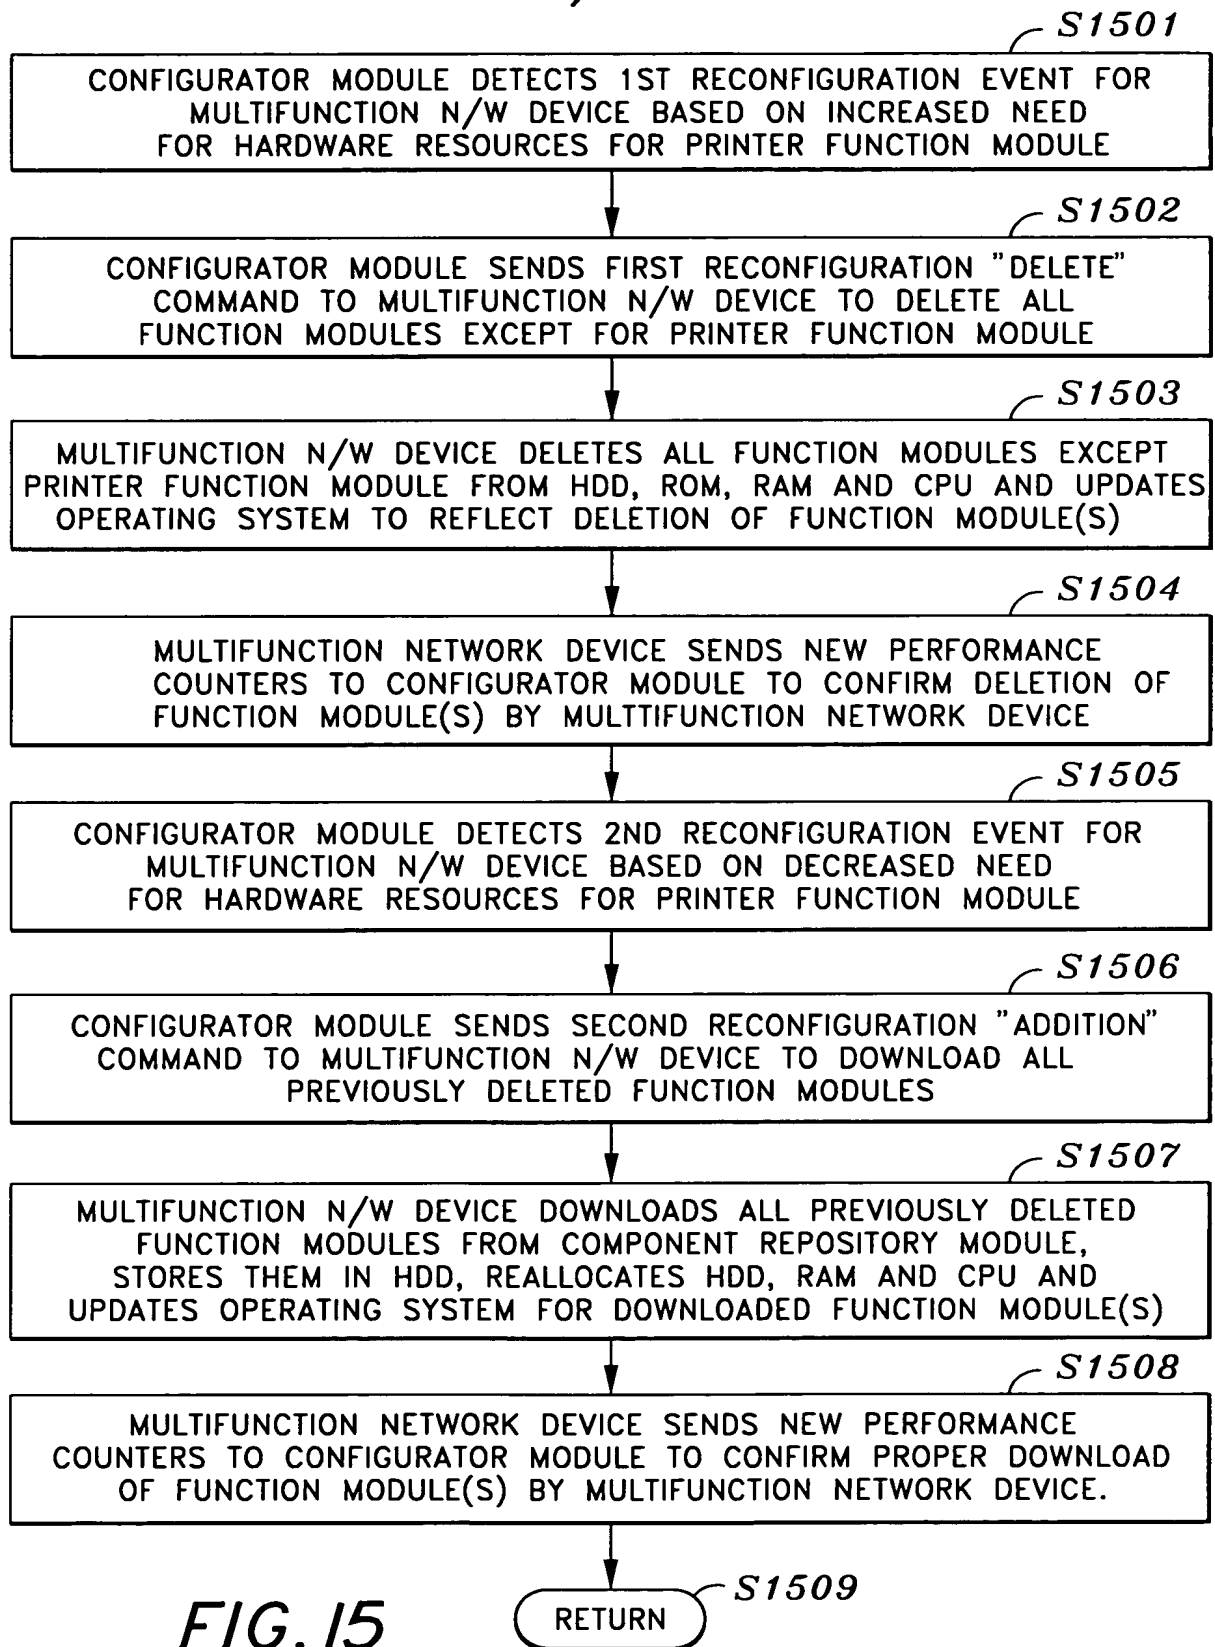 S1501
CONFIGURATOR MODULE DETECTS 1ST RECONFIGURATION EVENT FOR
MULTIFUNCTION N/W DEVICE BASED ON INCREASED NEED
FOR HARDWARE RESOURCES FOR PRINTER FUNCTION MODULE
S1502
CONFIGURATOR MODULE SENDS FIRST RECONFIGURATION "DELETE"
COMMAND TO MULTIFUNCTION N/W DEVICE TO DELETE ALL
FUNCTION MODULES EXCEPT FOR PRINTER FUNCTION MODULE
S1503
MULTIFUNCTION N/W DEVICE DELETES ALL FUNCTION MODULES EXCEPT
PRINTER FUNCTION MODULE FROM HDD, ROM, RAM AND CPU AND UPDATES
OPERATING SYSTEM TO REFLECT DELETION OF FUNCTION MODULE(S)
S1504
MULTIFUNCTION NETWORK DEVICE SENDS NEW PERFORMANCE
COUNTERS TO CONFIGURATOR MODULE TO CONFIRM DELETION OF
FUNCTION MODULE(S) BY MULTTIFUNCTION NETWORK DEVICE
S1505
CONFIGURATOR MODULE DETECTS 2ND RECONFIGURATION EVENT FOR
MULTIFUNCTION N/W DEVICE BASED ON DECREASED NEED
FOR HARDWARE RESOURCES FOR PRINTER FUNCTION MODULE
S1506
CONFIGURATOR MODULE SENDS SECOND RECONFIGURATION "ADDITION"
COMMAND TO MULTIFUNCTION N/W DEVICE TO DOWNLOAD ALL
PREVIOUSLY DELETED FUNCTION MODULES
S1507
MULTIFUNCTION N/W DEVICE DOWNLOADS ALL PREVIOUSLY DELETED
FUNCTION MODULES FROM COMPONENT REPOSITORY MODULE,
STORES THEM IN HDD, REALLOCATES HDD, RAM AND CPU AND
UPDATES OPERATING SYSTEM FOR DOWNLOADED FUNCTION MODULE(S)
S1508
MULTIFUNCTION NETWORK DEVICE SENDS NEW PERFORMANCE
COUNTERS TO CONFIGURATOR MODULE TO CONFIRM PROPER DOWNLOAD
OF FUNCTION MODULE(S) BY MULTIFUNCTION NETWORK DEVICE.
S1509
RETURN
FIG. 15